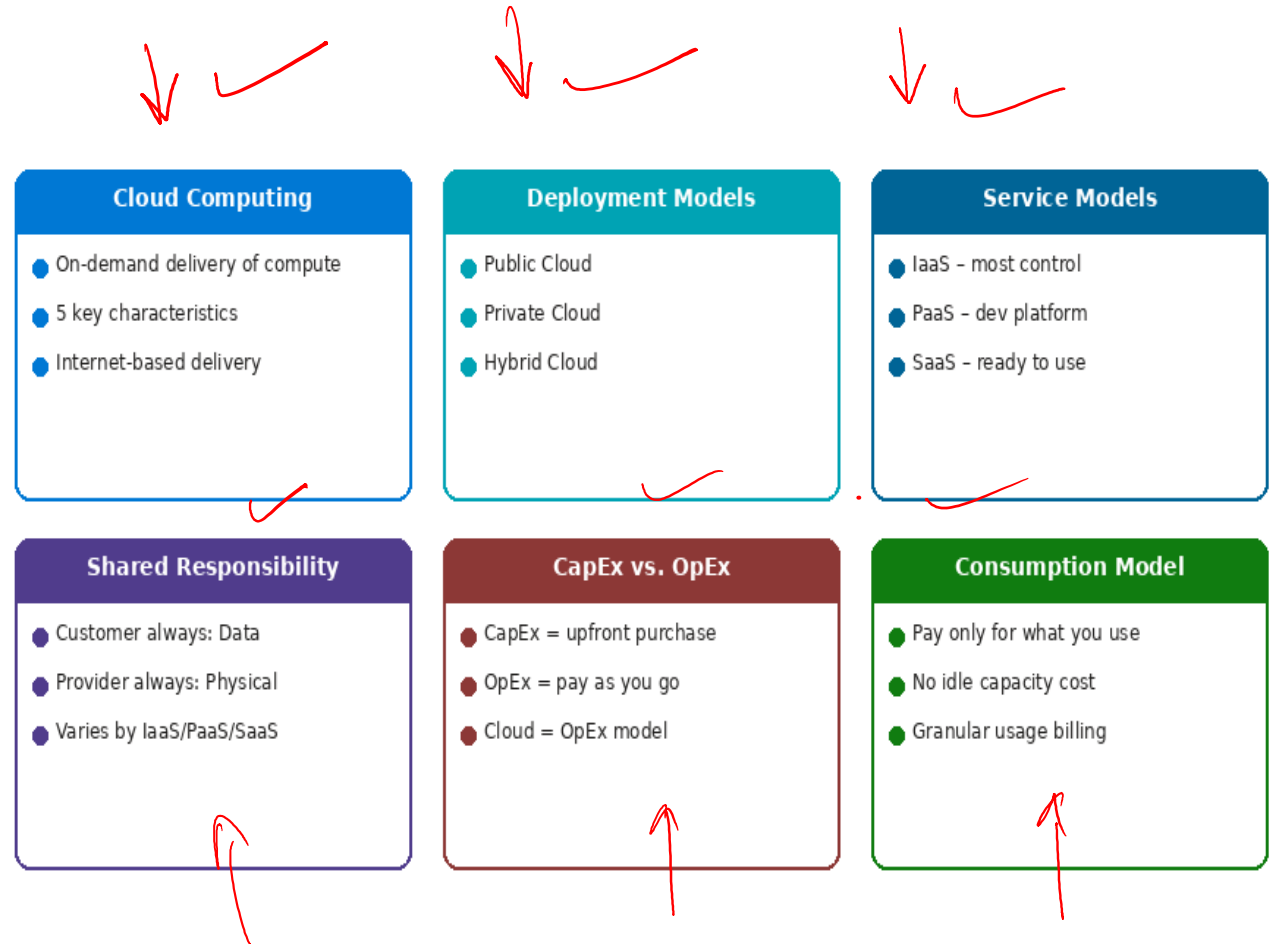 Cloud Computing
On-demand delivery of compute
5 key characteristics
Internet-based delivery
Deployment Models
Public Cloud
Private Cloud
Hybrid Cloud
Service Models
IaaS – most control
PaaS – dev platform
SaaS – ready to use
Shared Responsibility
Customer always: Data
Provider always: Physical
Varies by IaaS/PaaS/SaaS
CapEx vs. OpEx
CapEx = upfront purchase
OpEx = pay as you go
Cloud = OpEx model
Consumption Model
Pay only for what you use
No idle capacity cost
Granular usage billing